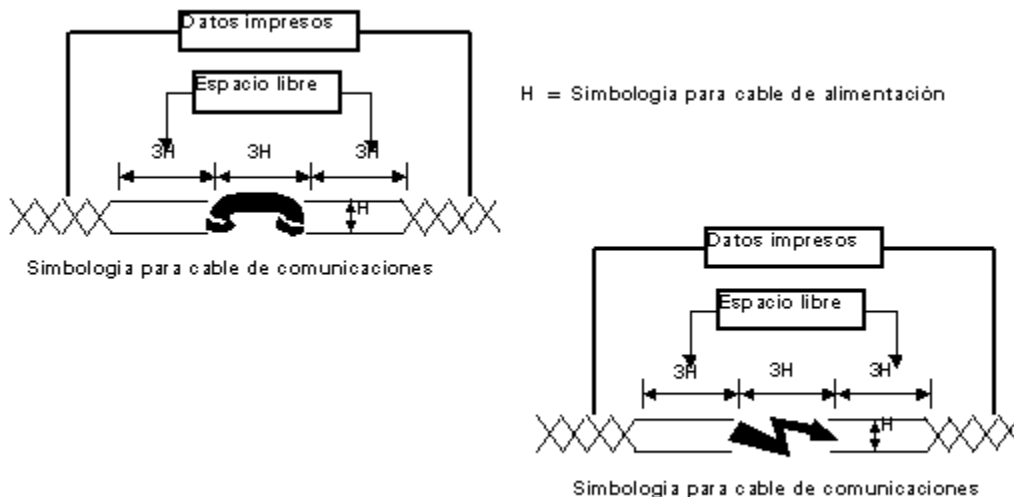 Datos impresos
Espacio libre
H = Simbologia para cable de alimentación
3H 3H 3H
H
Simbologia para cable de comunicaciones
Datos impresos
Espacio libre
3H 3H 3H
H
Simbologia para cable de comunicaciones